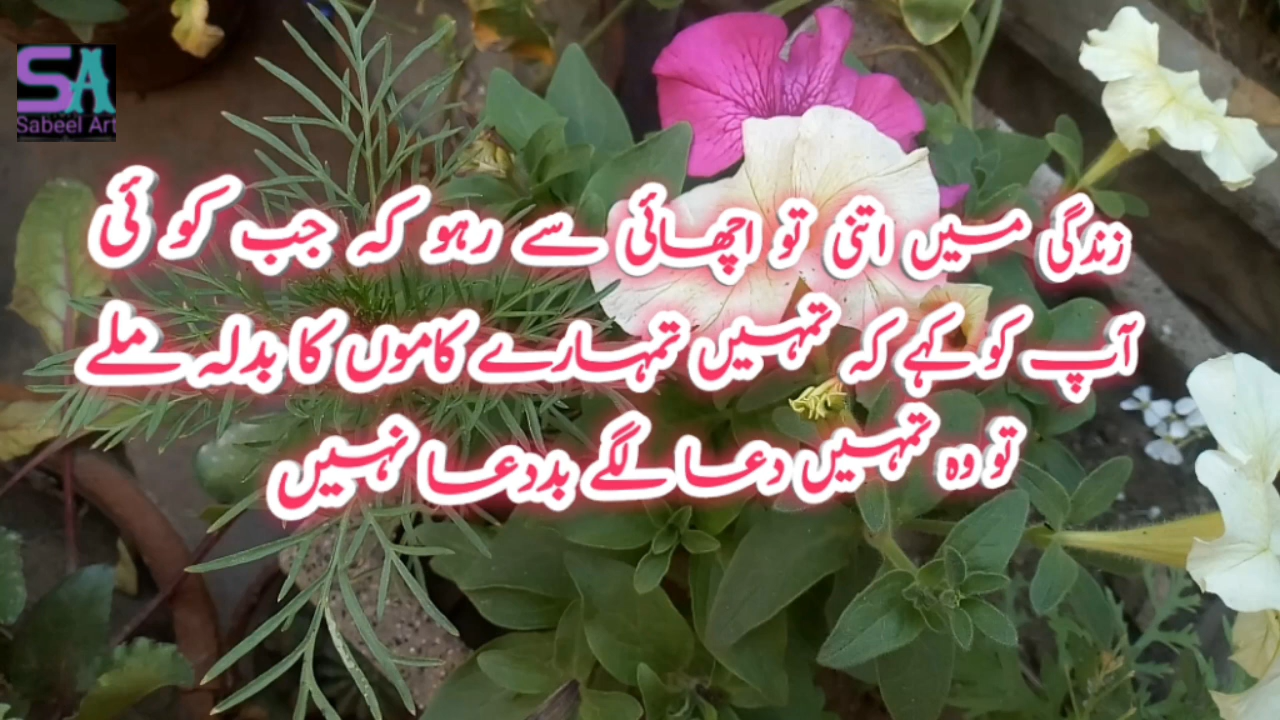 SA
Sabeel Art
زندگی میں اتنی تو اچھائی سے رہو کہ جب کوئی
آپ کو کہے کہ تمہیں تمہارے کاموں کا بدلہ ملے
تو وہ تمہیں دعا لگے بددعا نہیں